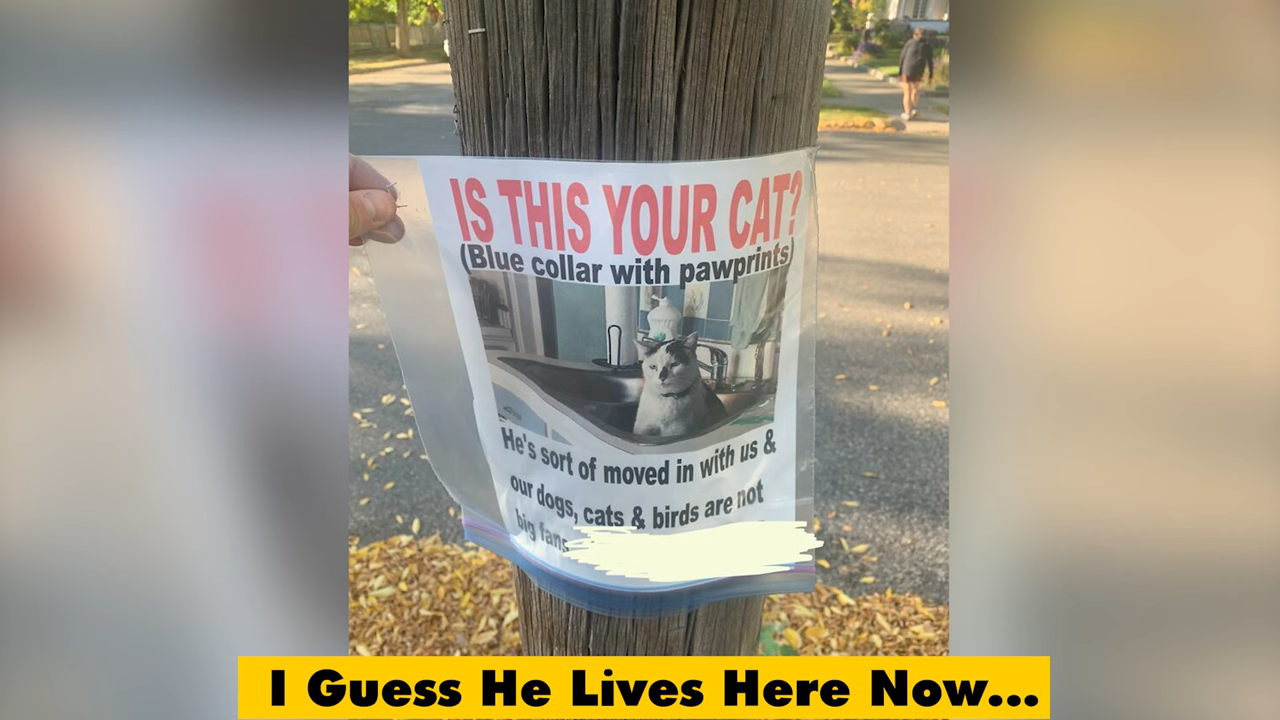 IS THIS YOUR CAT?
(Blue collar with pawprints)
He's sort of moved in with us &
our dogs, cats & birds are not
big fans
I Guess He Lives Here Now...